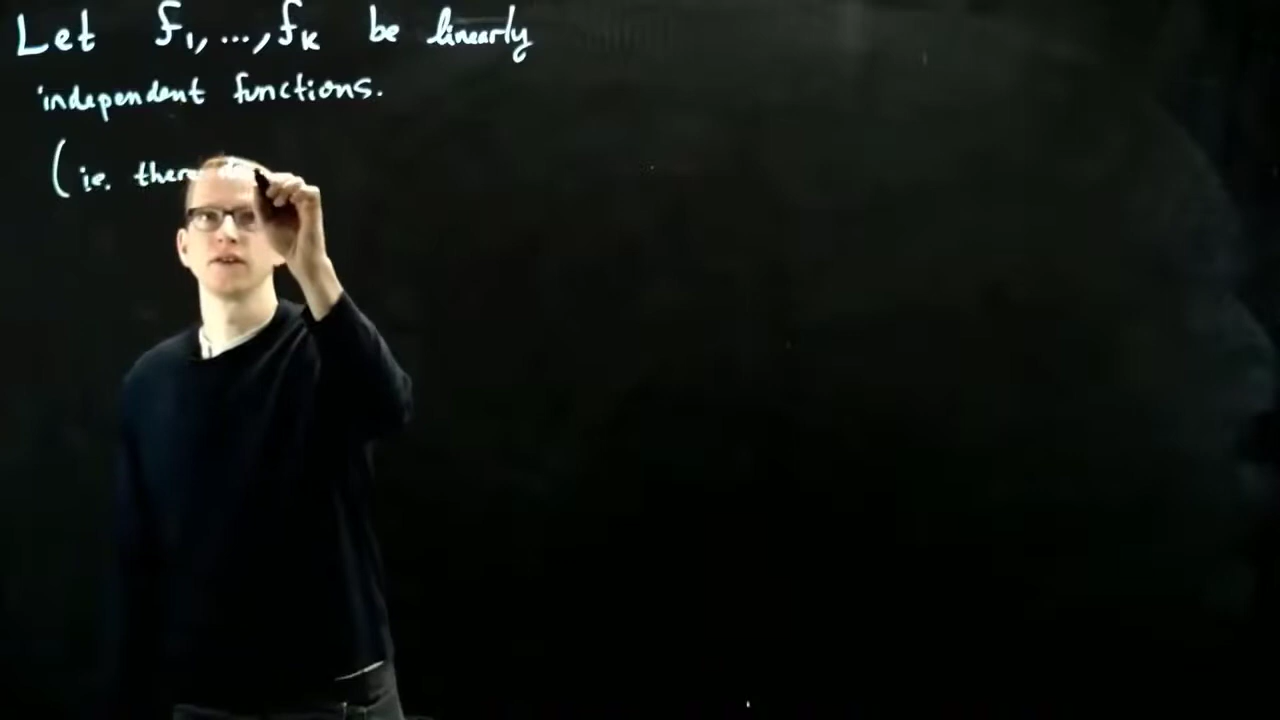 Let f₁, ..., fₖ be linearly
independent functions.
(ie. there